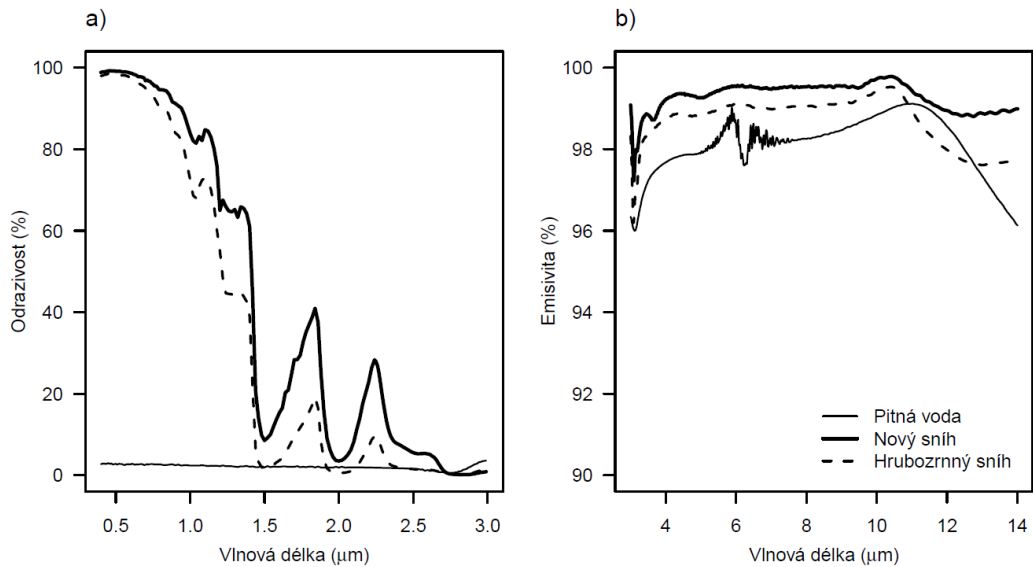 a)
Odrazivost (%)
100
80
60
40
20
0
0.5 1.0 1.5 2.0 2.5 3.0
Vlnová délka (μm)
b)
Emisivita (%)
100
98
96
94
92
90
Pitná voda
Nový sníh
Hrubozrnný sníh
4 6 8 10 12 14
Vlnová délka (μm)